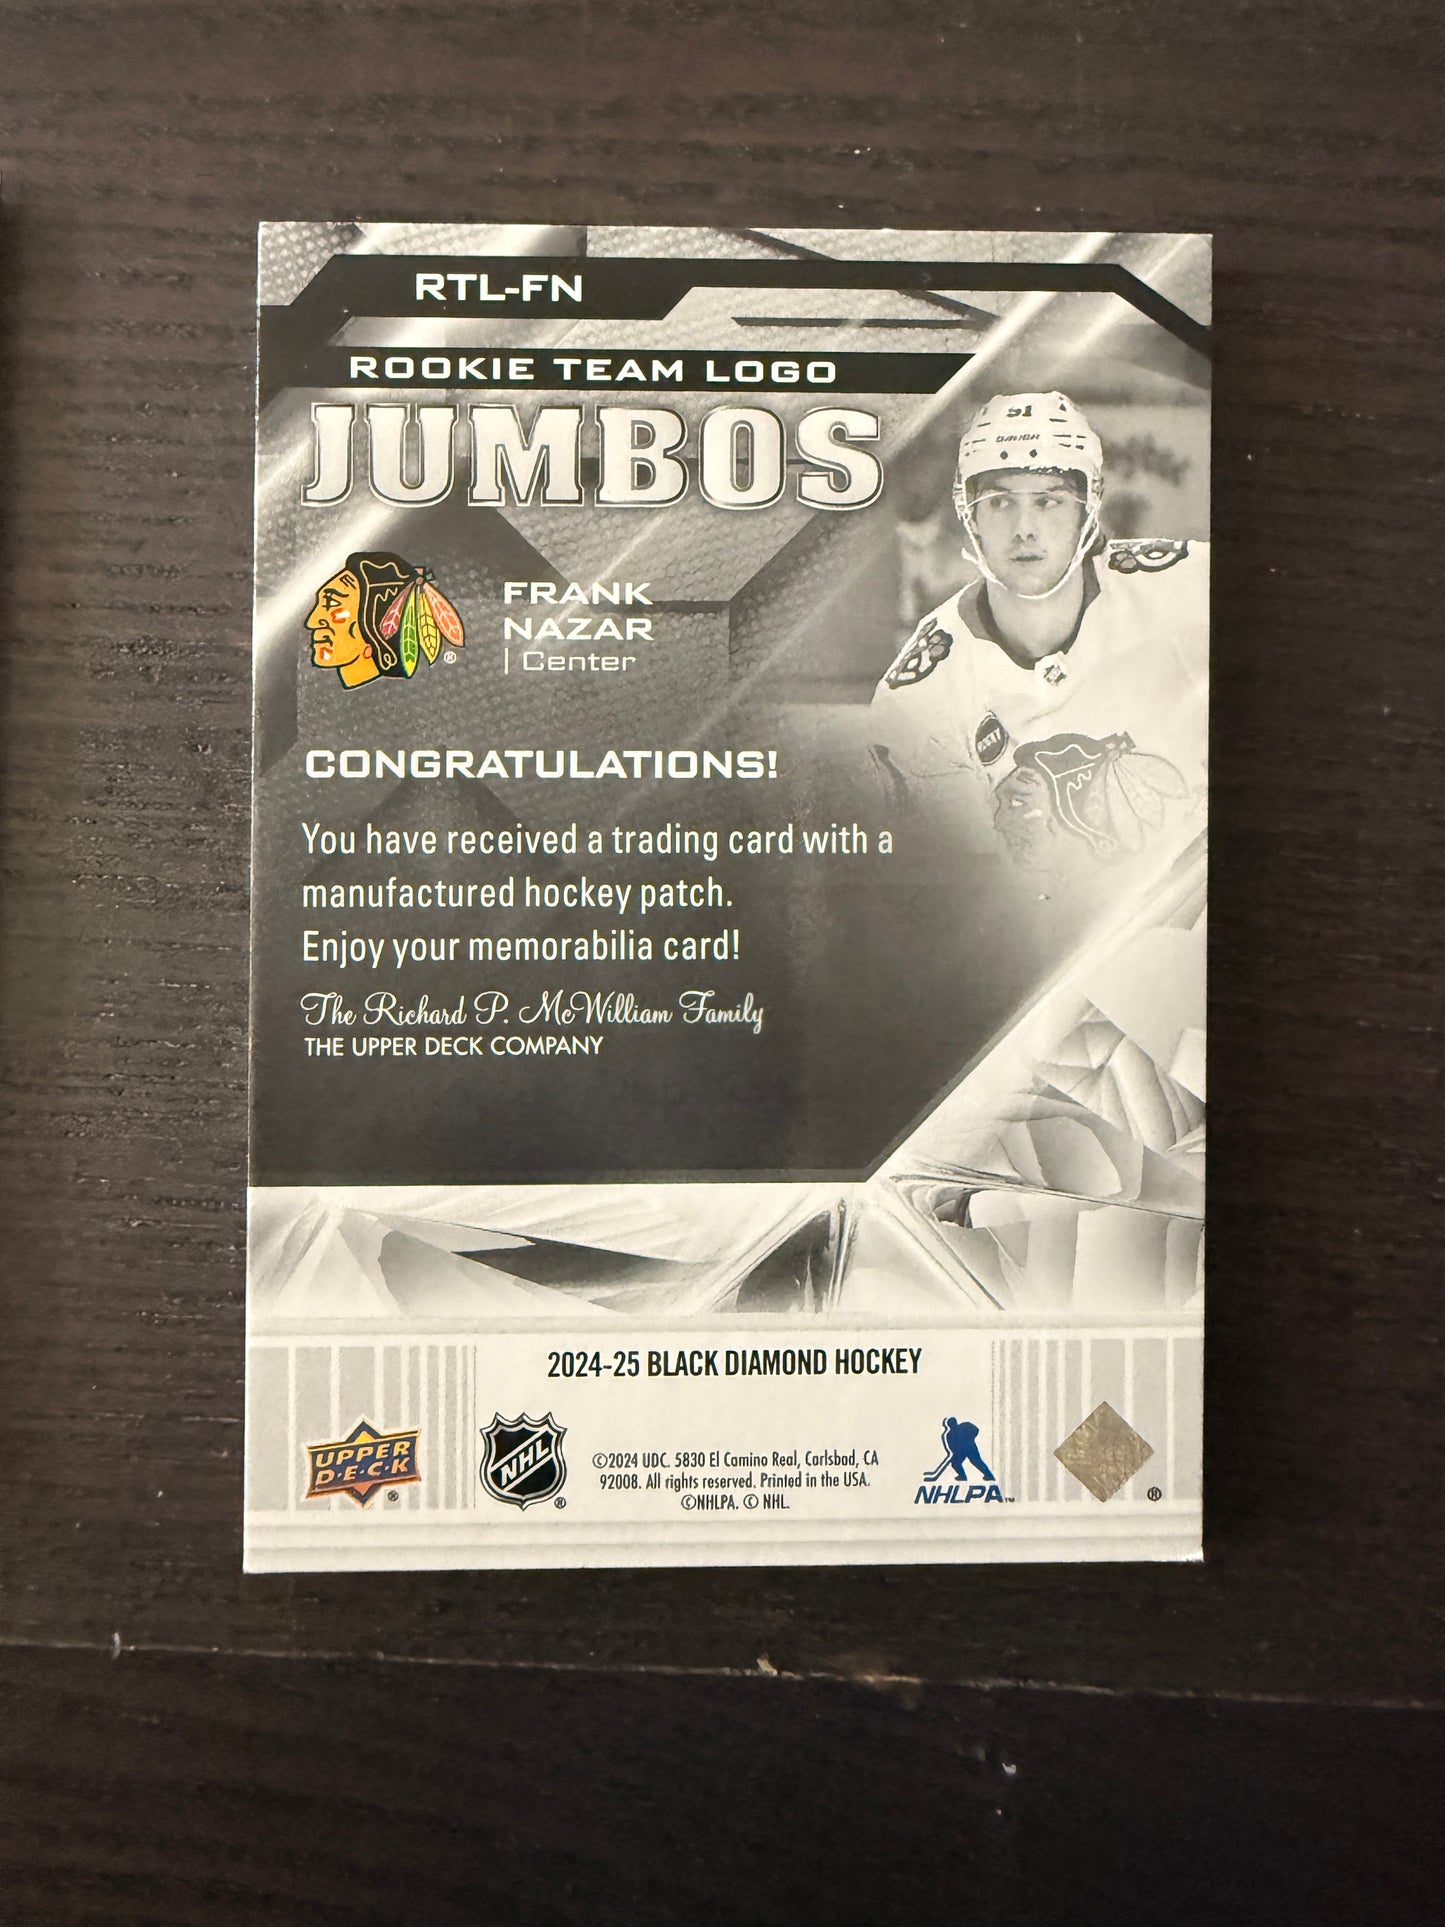 RTL-FN
ROOKIE TEAM LOGO
JUMBOS
51
FRANK
NAZAR
| Center
®
CONGRATULATIONS!
You have received a trading card with a
manufactured hockey patch.
Enjoy your memorabilia card!
The Richard P. McWilliam Family
THE UPPER DECK COMPANY
2024-25 BLACK DIAMOND HOCKEY
UPPER
D·E·C·K
®
NHL
®
©2024 UDC. 5830 El Camino Real, Carlsbad, CA
92008. All rights reserved. Printed in the USA.
©NHLPA. © NHL.
NHLPA™
®